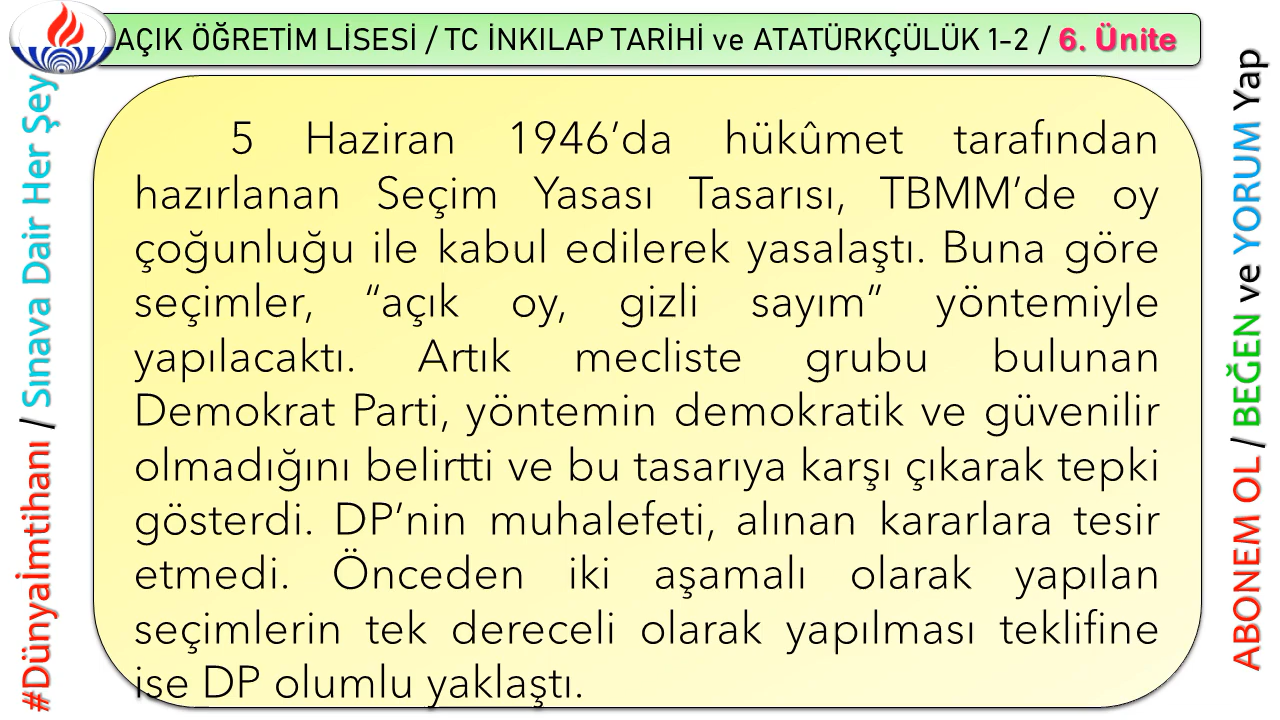 AÇIK ÖĞRETİM LİSESİ / TC İNKILAP TARİHİ ve ATATÜRKÇÜLÜK 1-2 / 6. Ünite
#Dünyaİmtihanı / Sınava Dair Her Şey
5 Haziran 1946’da hükûmet tarafından
hazırlanan Seçim Yasası Tasarısı, TBMM’de oy
çoğunluğu ile kabul edilerek yasalaştı. Buna göre
seçimler, “açık oy, gizli sayım” yöntemiyle
yapılacaktı. Artık mecliste grubu bulunan
Demokrat Parti, yöntemin demokratik ve güvenilir
olmadığını belirtti ve bu tasarıya karşı çıkarak tepki
gösterdi. DP’nin muhalefeti, alınan kararlara tesir
etmedi. Önceden iki aşamalı olarak yapılan
seçimlerin tek dereceli olarak yapılması teklifine
ise DP olumlu yaklaştı.
ABONEM OL / BEĞEN ve YORUM Yap